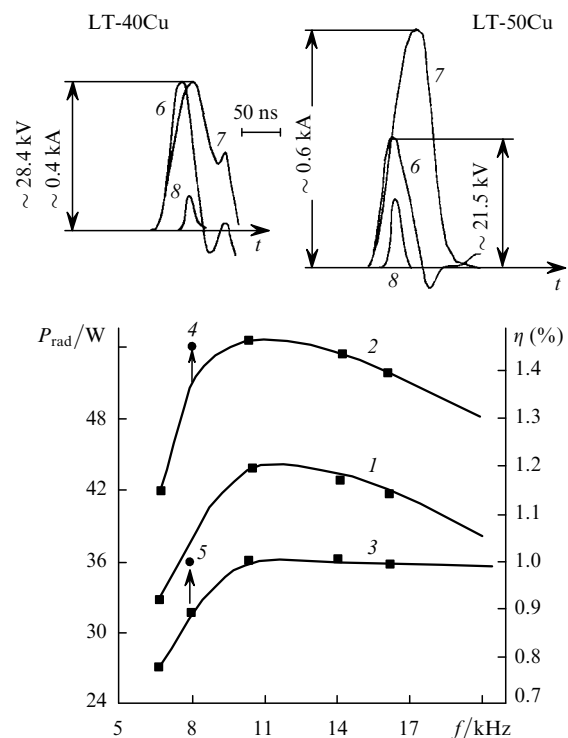 LT-40Cu
LT-50Cu
~ 28.4 kV
~ 0.4 kA
6
7
8
50 ns
t
~ 0.6 kA
7
6
8
~ 21.5 kV
t
P_rad/W
η (%)
4
2
1.4
48
1.3
1
1.2
42
1.1
5
3
36
1.0
0.9
30
0.8
24
0.7
5
8
11
14
17
f/kHz